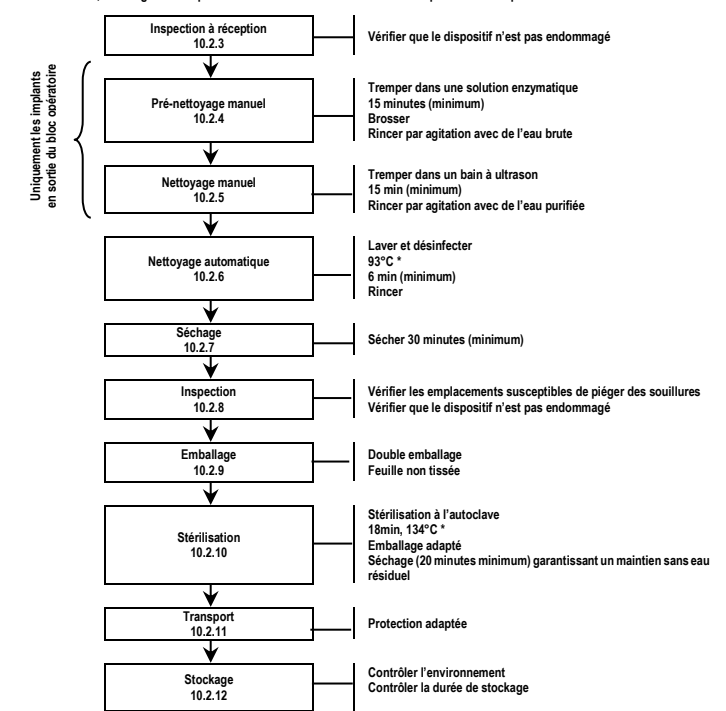 Inspection à réception
10.2.3
Vérifier que le dispositif n'est pas endommagé
Uniquement les implants
en sortie du bloc opératoire
Pré-nettoyage manuel
10.2.4
Tremper dans une solution enzymatique
15 minutes (minimum)
Brosser
Rincer par agitation avec de l'eau brute
Nettoyage manuel
10.2.5
Tremper dans un bain à ultrason
15 min (minimum)
Rincer par agitation avec de l'eau purifiée
Nettoyage automatique
10.2.6
Laver et désinfecter
93°C *
6 min (minimum)
Rincer
Séchage
10.2.7
Sécher 30 minutes (minimum)
Inspection
10.2.8
Vérifier les emplacements susceptibles de piéger des souillures
Vérifier que le dispositif n'est pas endommagé
Emballage
10.2.9
Double emballage
Feuille non tissée
Stérilisation
10.2.10
Stérilisation à l'autoclave
18min, 134°C *
Emballage adapté
Séchage (20 minutes minimum) garantissant un maintien sans eau
résiduel
Transport
10.2.11
Protection adaptée
Stockage
10.2.12
Contrôler l'environnement
Contrôler la durée de stockage